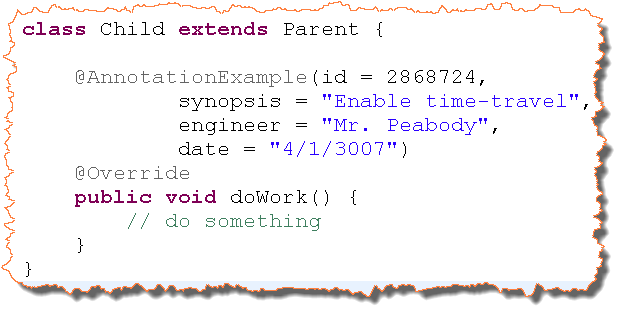 class Child extends Parent {
@AnnotationExample(id = 2868724,
synopsis = "Enable time-travel",
engineer = "Mr. Peabody",
date = "4/1/3007")
@Override
public void doWork() {
// do something
}
}